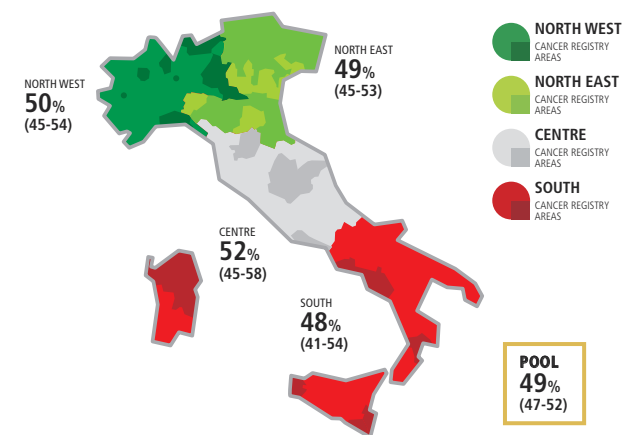 NORTH WEST
50%
(45-54)
NORTH EAST
49%
(45-53)
CENTRE
52%
(45-58)
SOUTH
48%
(41-54)
NORTH WEST
CANCER REGISTRY
AREAS
NORTH EAST
CANCER REGISTRY
AREAS
CENTRE
CANCER REGISTRY
AREAS
SOUTH
CANCER REGISTRY
AREAS
POOL
49%
(47-52)